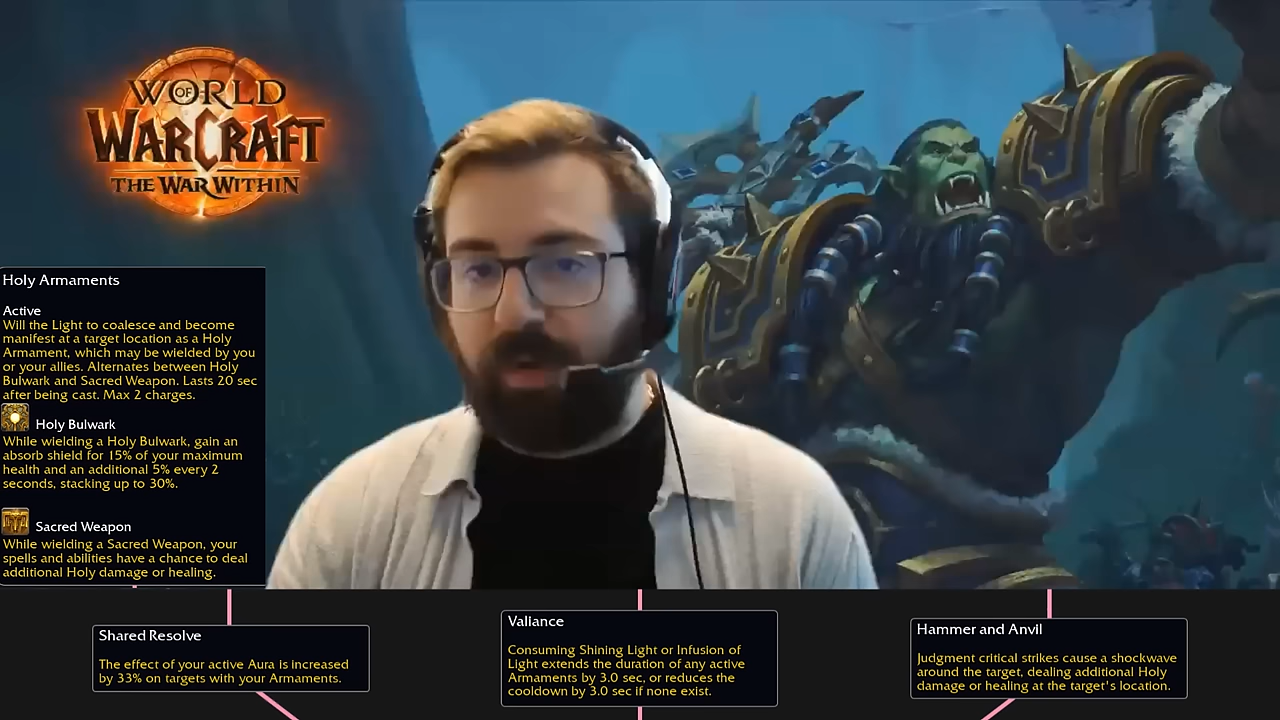 WORLD
OF
WARCRAFT
THE WAR WITHIN
Holy Armaments
Active
Will the Light to coalesce and become
manifest at a target location as a Holy
Armament, which may be wielded by you
or your allies. Alternates between Holy
Bulwark and Sacred Weapon. Lasts 20 sec
after being cast. Max 2 charges.
Holy Bulwark
While wielding a Holy Bulwark, gain an
absorb shield for 15% of your maximum
health and an additional 5% every 2
seconds, stacking up to 30%.
Sacred Weapon
While wielding a Sacred Weapon, your
spells and abilities have a chance to deal
additional Holy damage or healing.
Shared Resolve
The effect of your active Aura is increased
by 33% on targets with your Armaments.
Valiance
Consuming Shining Light or Infusion of
Light extends the duration of any active
Armaments by 3.0 sec, or reduces the
cooldown by 3.0 sec if none exist.
Hammer and Anvil
Judgment critical strikes cause a shockwave
around the target, dealing additional Holy
damage or healing at the target's location.